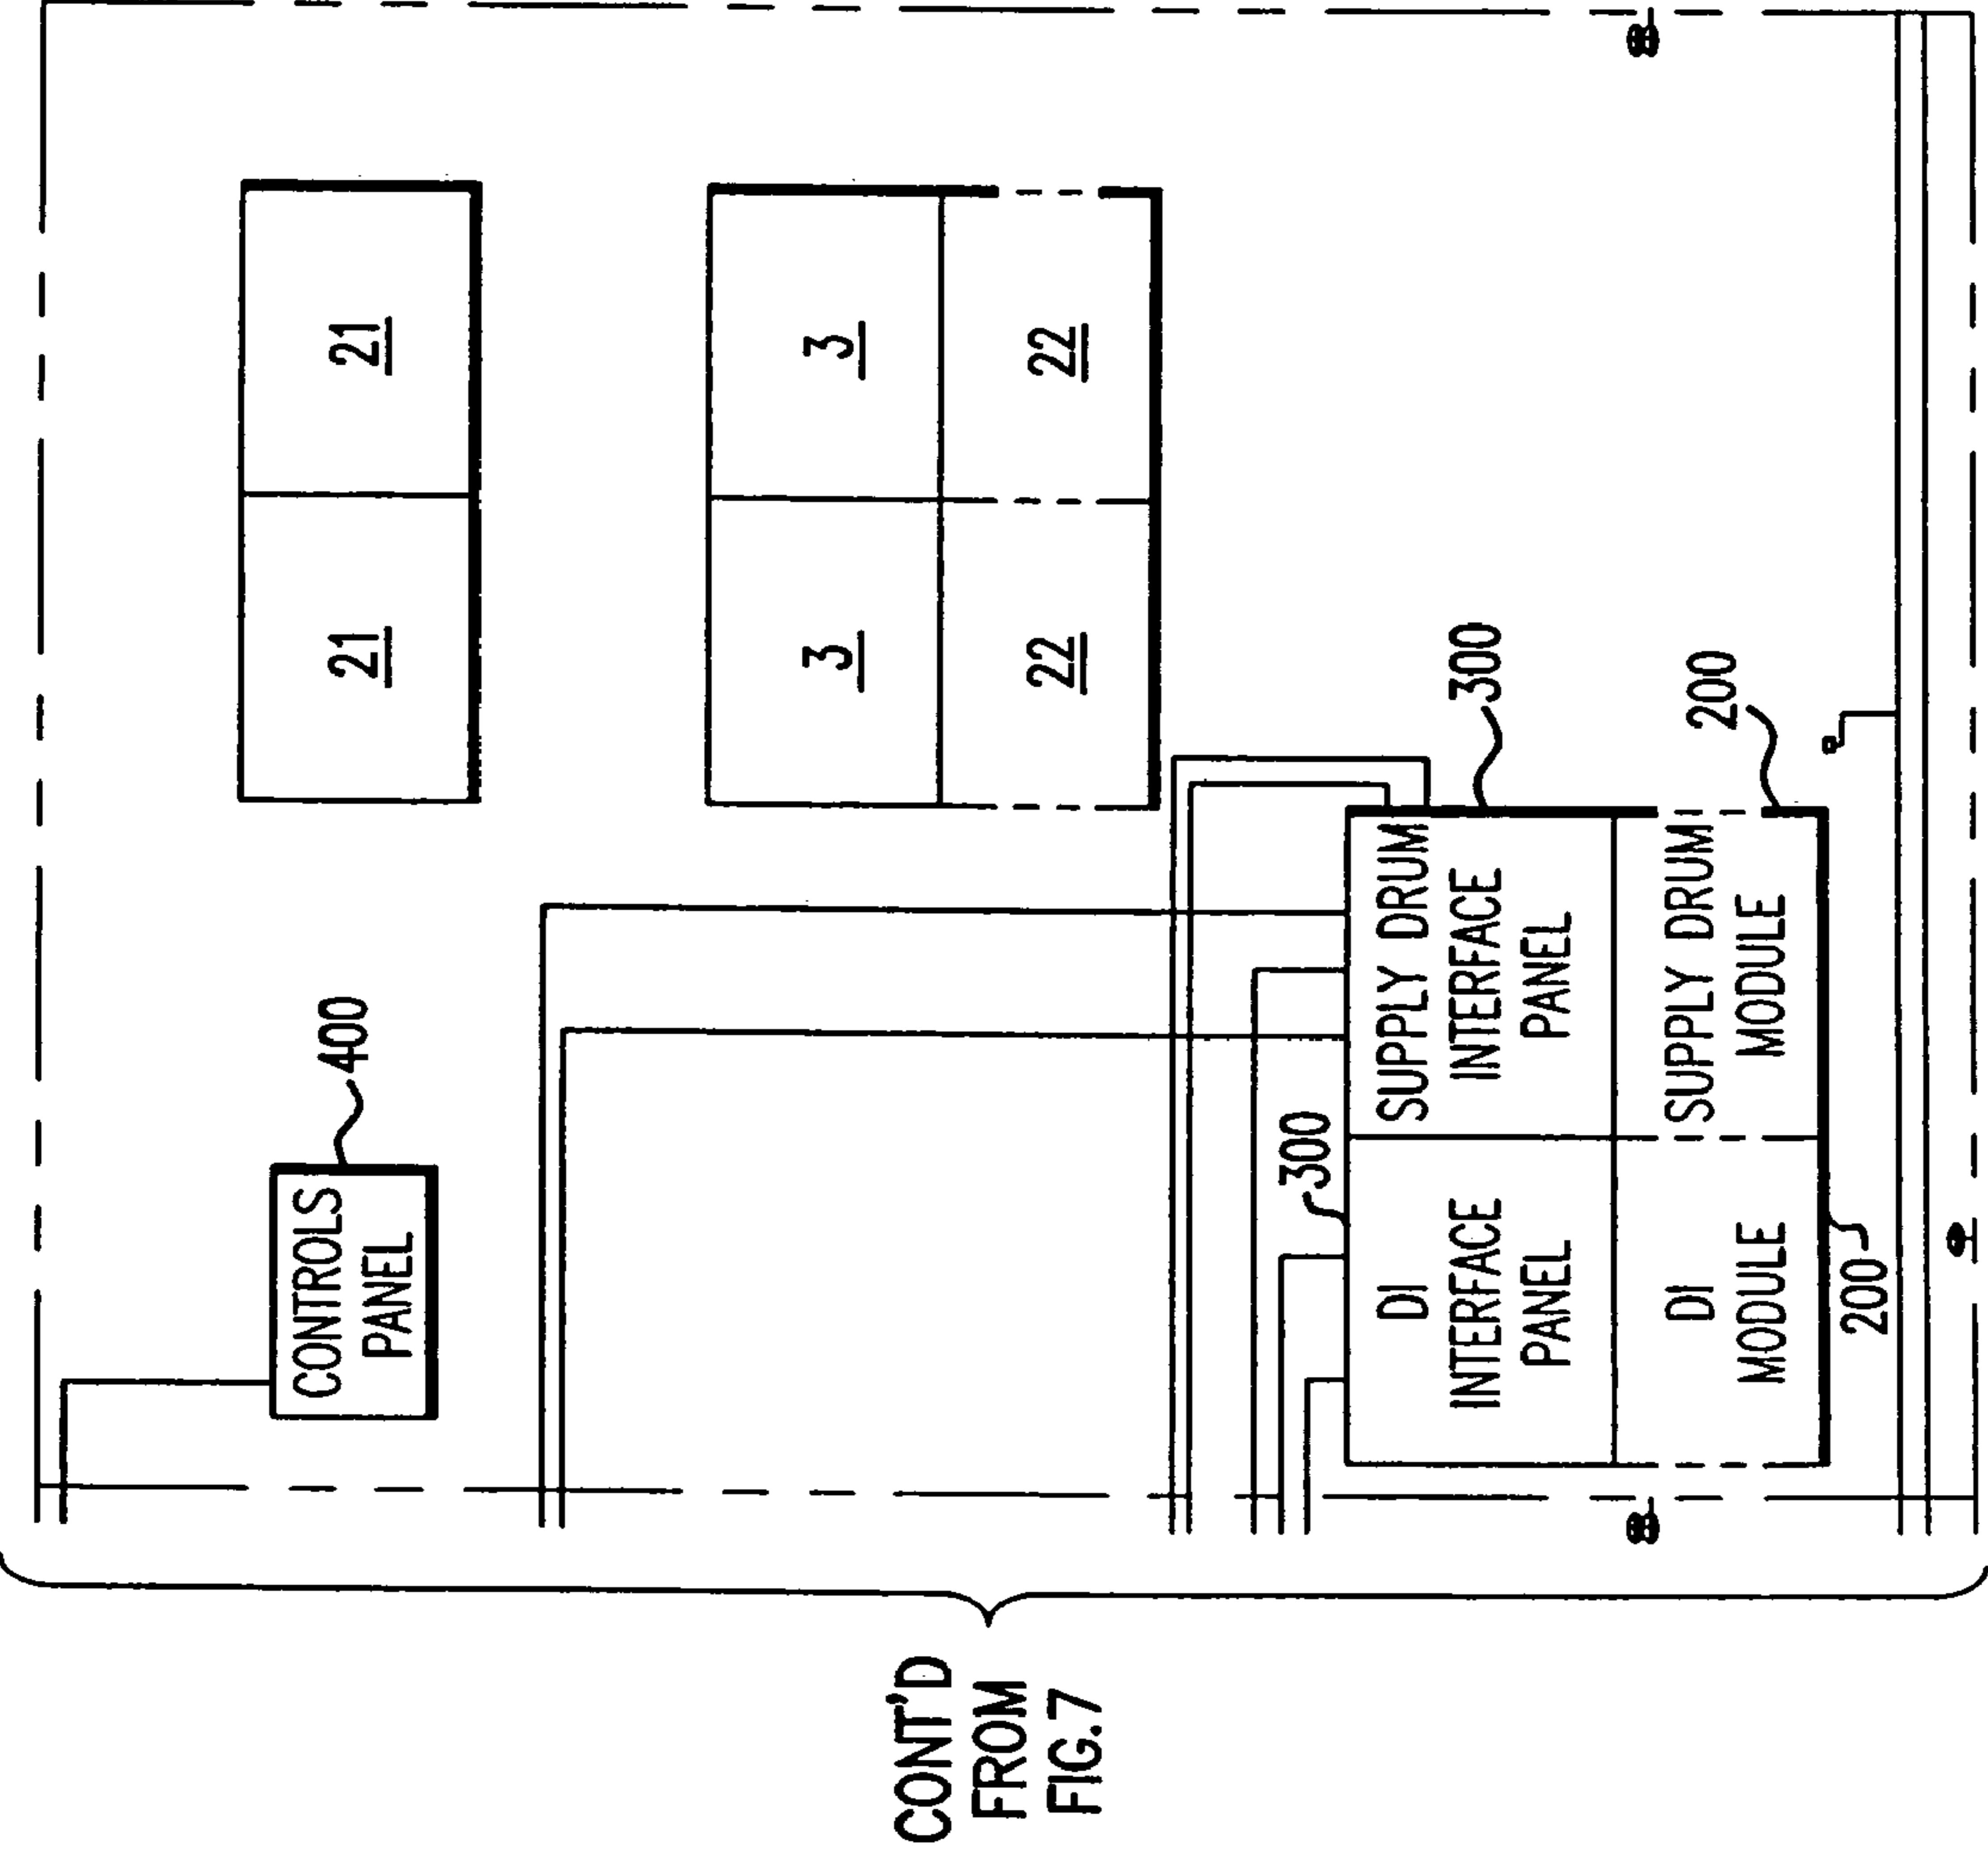 CONT'D
FROM
FIG.7
CONTROLS
PANEL
400
21
21
3
3
22
22
300
DI
INTERFACE
PANEL
SUPPLY DRUM
INTERFACE
PANEL
300
DI
MODULE
SUPPLY DRUM
MODULE
200
200